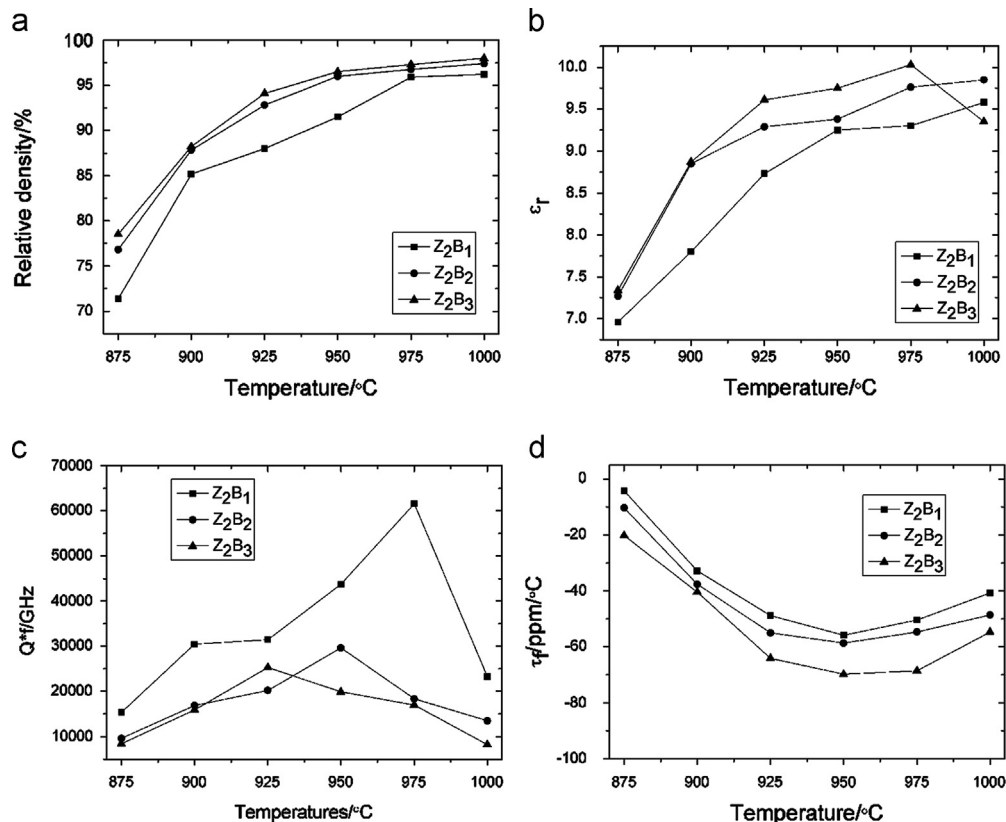 a
100
95
90
85
80
75
70
Relative density/%
Z2B1
Z2B2
Z2B3
875 900 925 950 975 1000
Temperature/°C
b
10.0
9.5
9.0
8.5
8.0
7.5
7.0
εr
Z2B1
Z2B2
Z2B3
875 900 925 950 975 1000
Temperature/°C
c
70000
60000
50000
40000
30000
20000
10000
Q*f/GHz
Z2B1
Z2B2
Z2B3
875 900 925 950 975 1000
Temperatures/°C
d
0
-20
-40
-60
-80
-100
τf/ppm/°C
Z2B1
Z2B2
Z2B3
875 900 925 950 975 1000
Temperature/°C